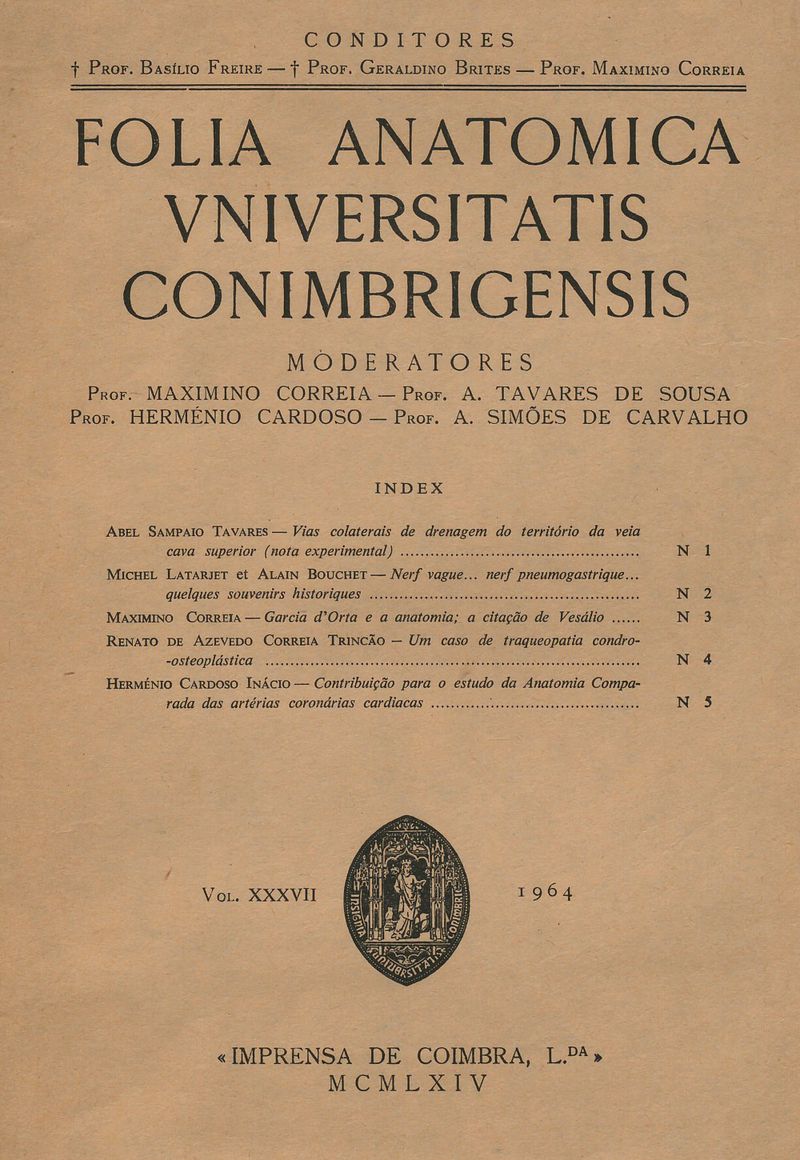 CONDITORES
† Prof. Basílio Freire — † Prof. Geraldino Brites — Prof. Maximino Correia
FOLIA ANATOMICA
VNIVERSITATIS
CONIMBRIGENSIS
MODERATORES
Prof. MAXIMINO CORREIA — Prof. A. TAVARES DE SOUSA
Prof. HERMÉNIO CARDOSO — Prof. A. SIMÕES DE CARVALHO
INDEX
Abel Sampaio Tavares — Vias colaterais de drenagem do território da veia
cava superior (nota experimental) ................................................ N 1
Michel Latarjet et Alain Bouchet — Nerf vague... nerf pneumogastrique...
quelques souvenirs historiques ...................................................... N 2
Maximino Correia — Garcia d'Orta e a anatomia; a citação de Vesálio ...... N 3
Renato de Azevedo Correia Trincão — Um caso de traqueopatia condro-
-osteoplástica .......................................................................... N 4
Herménio Cardoso Inácio — Contribuição para o estudo da Anatomia Compa-
rada das artérias coronárias cardiacas .......................................... N 5
Vol. XXXVII
INSIGNIA
UNIVERSITATIS
CONIMBRIG
1964
«IMPRENSA DE COIMBRA, L.DA»
MCMLXIV